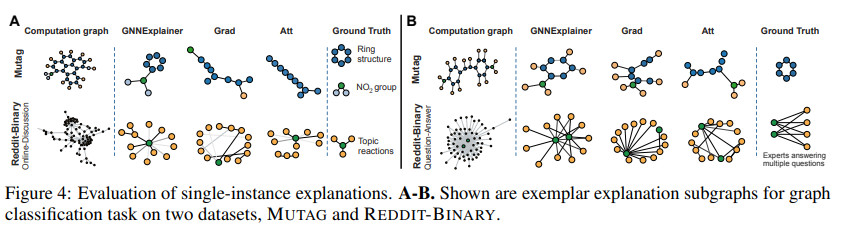 A
Computation graph
GNNExplainer
Grad
Att
Ground Truth
Mutag
Ring
structure
NO2 group
Reddit-Binary
Online-Discussion
Topic
reactions
B
Computation graph
GNNExplainer
Grad
Att
Ground Truth
Mutag
Reddit-Binary
Question-Answer
Experts answering
multiple questions
Figure 4: Evaluation of single-instance explanations. A-B. Shown are exemplar explanation subgraphs for graph
classification task on two datasets, MUTAG and REDDIT-BINARY.